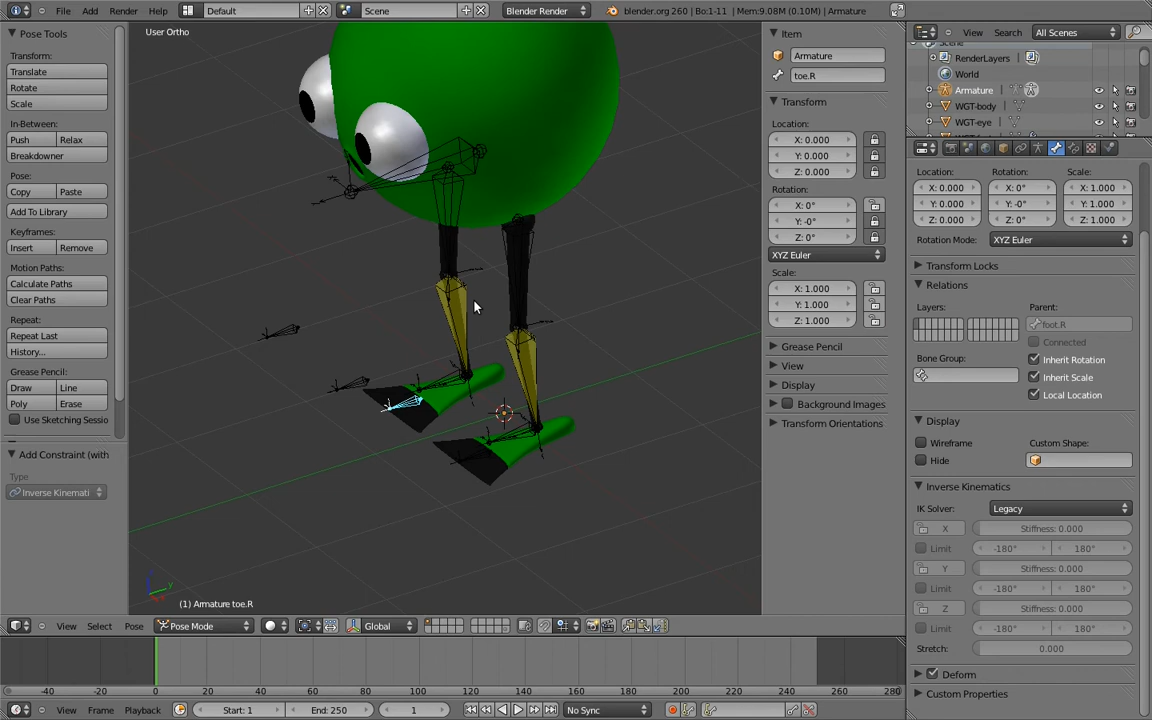 File Add Render Help Default Scene Blender Render blender.org 260 | Bo:1-11 | Mem:9.08M (0.10M) | Armature
View Search All Scenes
Scene
RenderLayers
World
Armature
WGT-body
WGT-eye
Pose Tools
Transform:
Translate
Rotate
Scale
In-Between:
Push Relax
Breakdowner
Pose:
Copy Paste
Add To Library
Keyframes:
Insert Remove
Motion Paths:
Calculate Paths
Clear Paths
Repeat:
Repeat Last
History...
Grease Pencil:
Draw Line
Poly Erase
Use Sketching Sessio
Add Constraint (with
Type
Inverse Kinemati
User Ortho
(1) Armature toe.R
Item
Armature
toe.R
Transform
Location:
X: 0.000
Y: 0.000
Z: 0.000
Rotation:
X: 0°
Y: -0°
Z: 0°
XYZ Euler
Scale:
X: 1.000
Y: 1.000
Z: 1.000
Grease Pencil
View
Display
Background Images
Transform Orientations
Location: Rotation: Scale:
X: 0.000 X: 0° X: 1.000
Y: 0.000 Y: -0° Y: 1.000
Z: 0.000 Z: 0° Z: 1.000
Rotation Mode: XYZ Euler
Transform Locks
Relations
Layers: Parent:
foot.R
Connected
Bone Group: Inherit Rotation
Inherit Scale
Local Location
Display
Wireframe Custom Shape:
Hide
Inverse Kinematics
IK Solver: Legacy
X Stiffness: 0.000
Limit -180° 180°
Y Stiffness: 0.000
Limit -180° 180°
Z Stiffness: 0.000
Limit -180° 180°
Stretch: 0.000
Deform
Custom Properties
View Select Pose Pose Mode Global
-40 -20 0 20 40 60 80 100 120 140 160 180 200 220 240 260 280
View Frame Playback Start: 1 End: 250 1 No Sync